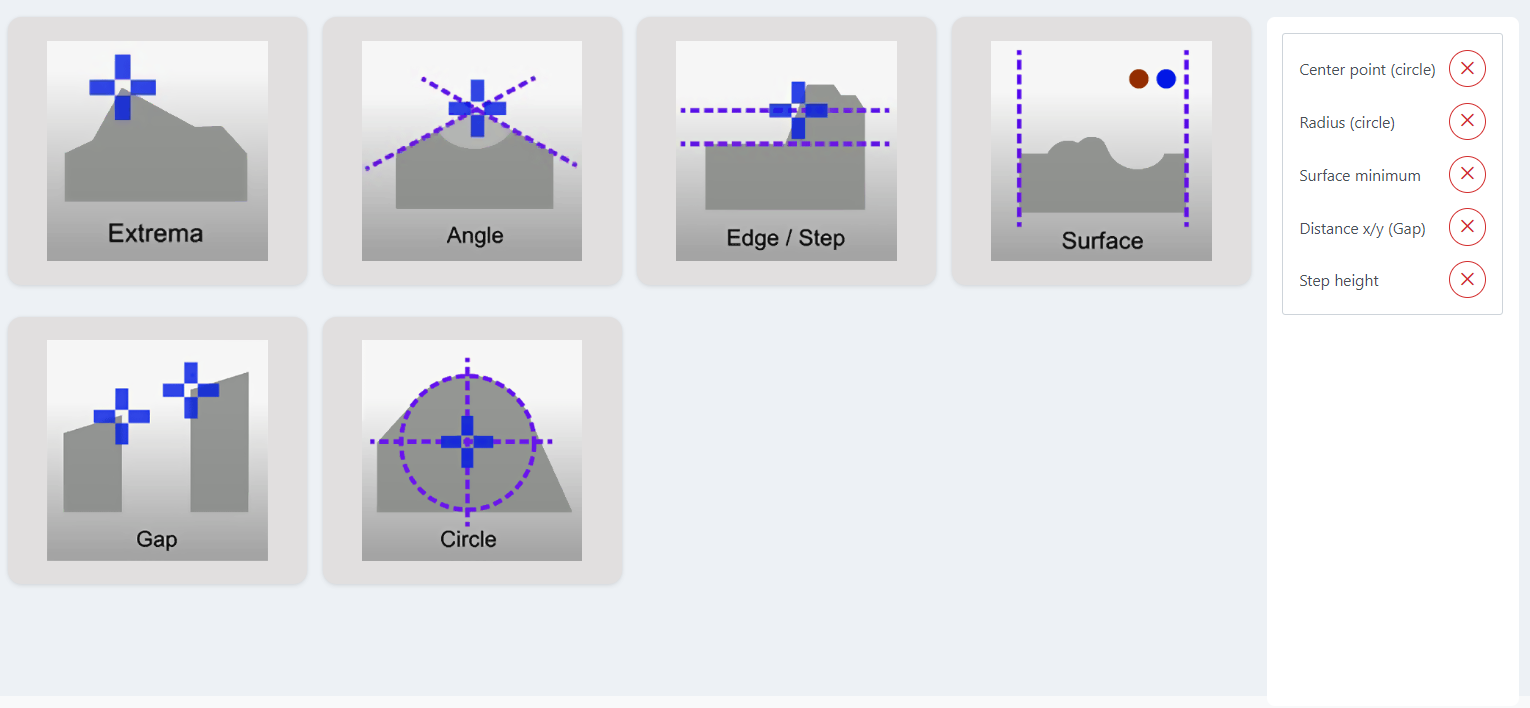 Extrema
Angle
Edge / Step
Surface
Gap
Circle
Center point (circle)
Radius (circle)
Surface minimum
Distance x/y (Gap)
Step height